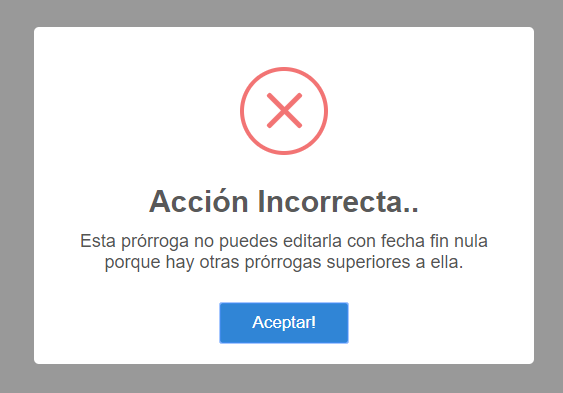 Acción Incorrecta..
Esta prórroga no puedes editarla con fecha fin nula
porque hay otras prórrogas superiores a ella.
Aceptar!